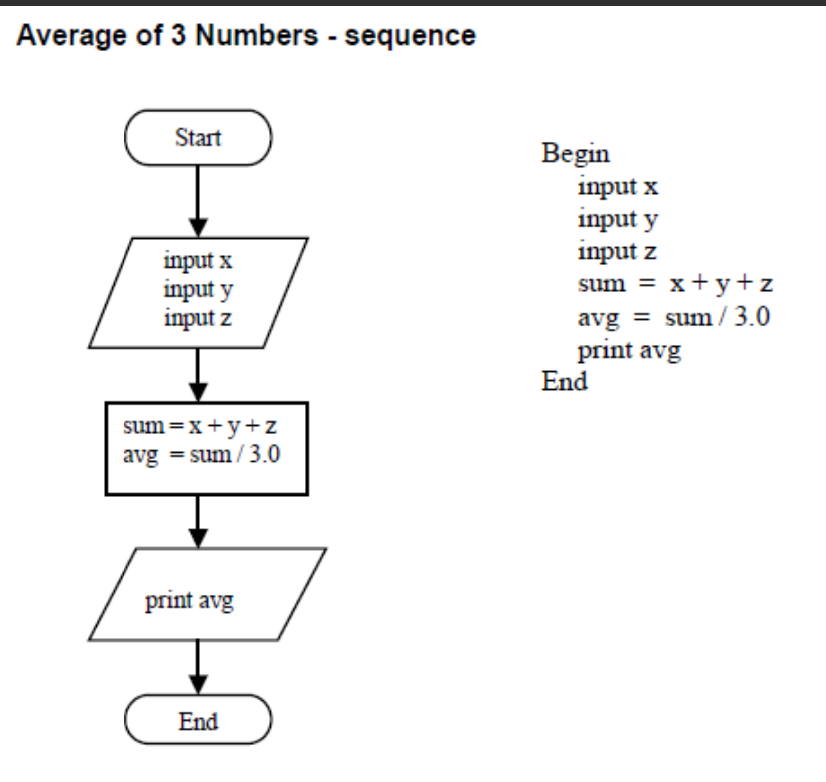 Average of 3 Numbers - sequence
Start
input x
input y
input z
sum = x + y + z
avg = sum / 3.0
print avg
End
Begin
input x
input y
input z
sum = x + y + z
avg = sum / 3.0
print avg
End